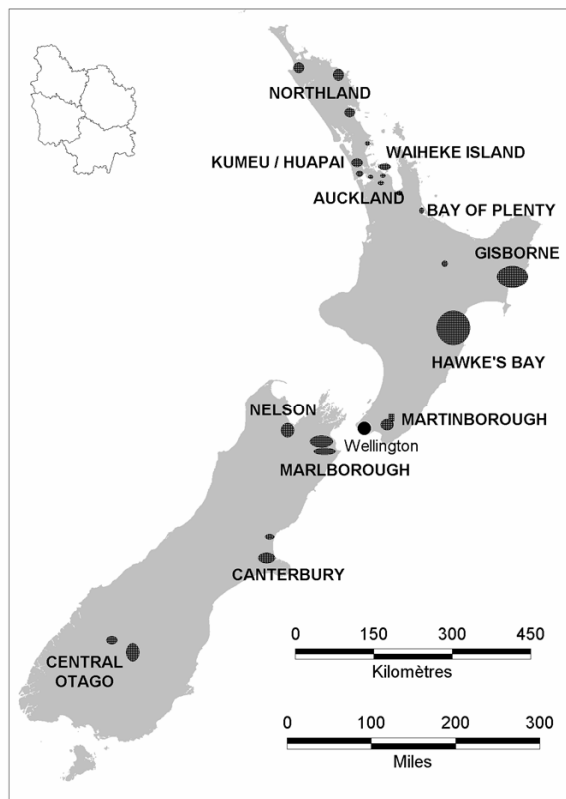 NORTHLAND
KUMEU / HUAPAI
WAIHEKE ISLAND
AUCKLAND
BAY OF PLENTY
GISBORNE
HAWKE'S BAY
NELSON
MARTINBOROUGH
Wellington
MARLBOROUGH
CANTERBURY
CENTRAL
OTAGO
0 150 300 450
Kilomètres
0 100 200 300
Miles